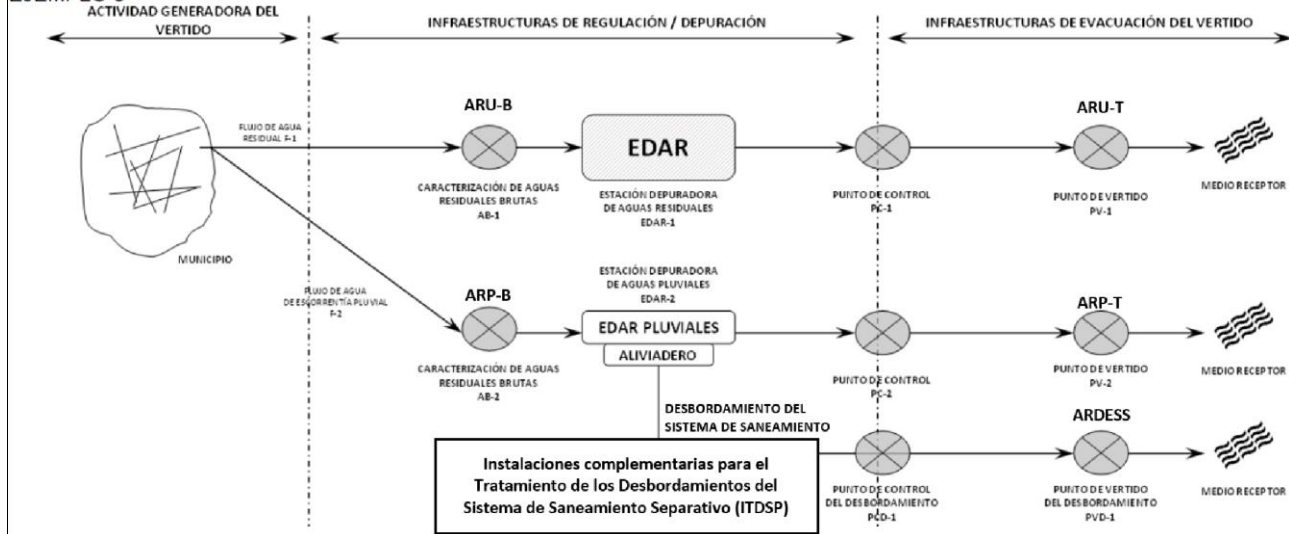 ACTIVIDAD GENERADORA DEL
VERTIDO
INFRAESTRUCTURAS DE REGULACIÓN / DEPURACIÓN
INFRAESTRUCTURAS DE EVACUACIÓN DEL VERTIDO
FLUJO DE AGUA
RESIDUAL F-1
ARU-B
CARACTERIZACIÓN DE AGUAS
RESIDUALES BRUTAS
AB-1
EDAR
ESTACIÓN DEPURADORA
DE AGUAS RESIDUALES
EDAR-1
PUNTO DE CONTROL
PC-1
ARU-T
PUNTO DE VERTIDO
PV-1
MEDIO RECEPTOR
MUNICIPIO
FLUJO DE AGUA
DE ESCORRENTÍA PLUVIAL
F-2
ARP-B
CARACTERIZACIÓN DE AGUAS
RESIDUALES BRUTAS
AB-2
ESTACIÓN DEPURADORA
DE AGUAS PLUVIALES
EDAR-2
EDAR PLUVIALES
ALIVIADERO
PUNTO DE CONTROL
PC-2
ARP-T
PUNTO DE VERTIDO
PV-2
MEDIO RECEPTOR
DESBORDAMIENTO DEL
SISTEMA DE SANEAMIENTO
Instalaciones complementarias para el
Tratamiento de los Desbordamientos del
Sistema de Saneamiento Separativo (ITDSP)
PUNTO DE CONTROL
DEL DESBORDAMIENTO
PCD-1
ARDESS
PUNTO DE VERTIDO
DEL DESBORDAMIENTO
PVD-1
MEDIO RECEPTOR